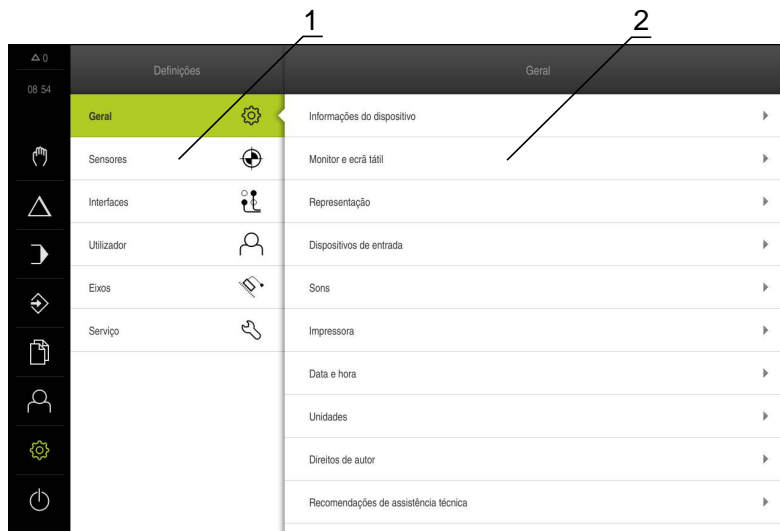 1
2
△ 0
08 54
Definições
Geral
Geral
Sensores
Interfaces
Utilizador
Eixos
Serviço
Informações do dispositivo
Monitor e ecrã tátil
Representação
Dispositivos de entrada
Sons
Impressora
Data e hora
Unidades
Direitos de autor
Recomendações de assistência técnica